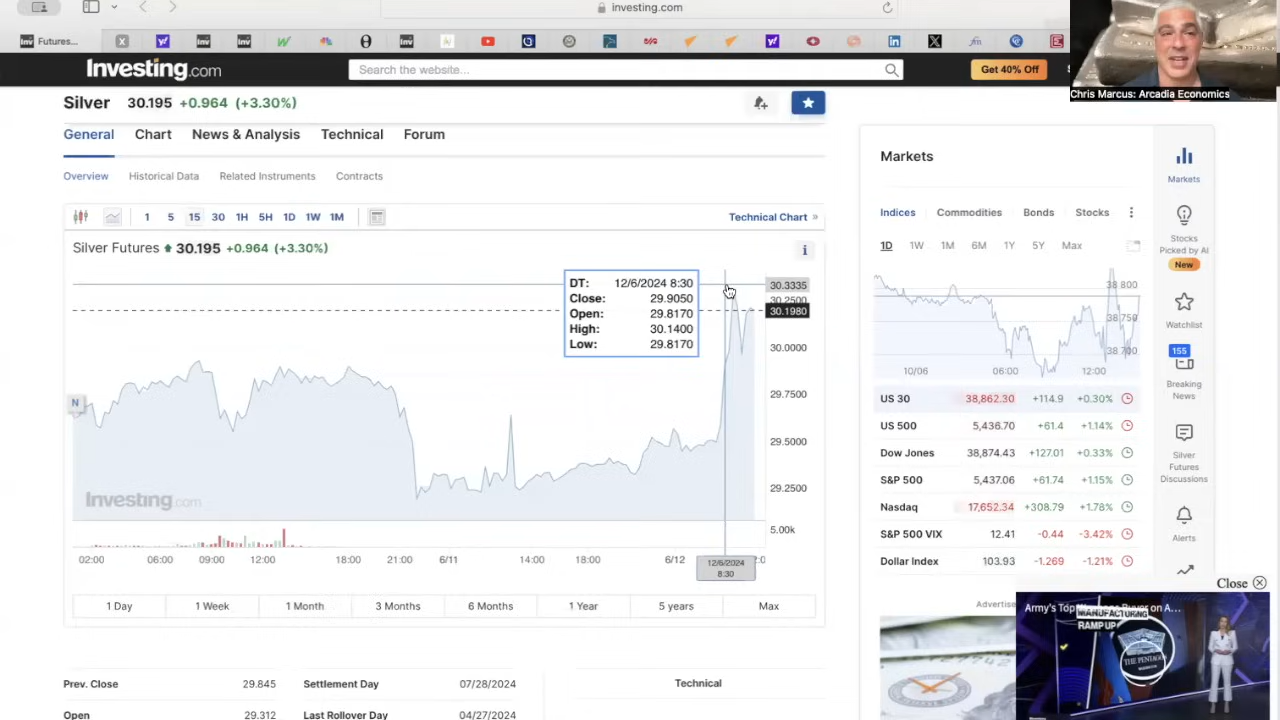 investing.com
Inv Futures...
Investing.com
Search the website...
Get 40% Off
Chris Marcus: Arcadia Economics
Silver 30.195 +0.964 (+3.30%)
General Chart News & Analysis Technical Forum
Overview Historical Data Related Instruments Contracts
1 5 15 30 1H 5H 1D 1W 1M
Technical Chart »
Silver Futures 30.195 +0.964 (+3.30%)
i
DT: 12/6/2024 8:30
Close: 29.9050
Open: 29.8170
High: 30.1400
Low: 29.8170
30.3335
30.2500
30.1980
30.0000
29.7500
29.5000
29.2500
5.00k
N
Investing.com
02:00 06:00 09:00 12:00 18:00 21:00 6/11 14:00 18:00 6/12
12/6/2024
8:30
1 Day 1 Week 1 Month 3 Months 6 Months 1 Year 5 years Max
Prev. Close 29.845 Settlement Day 07/28/2024
Open 29.312 Last Rollover Day 04/27/2024
Technical
Markets
Indices Commodities Bonds Stocks
1D 1W 1M 6M 1Y 5Y Max
38 800
38 750
38 700
10/06 06:00 12:00
US 30 38,862.30 +114.9 +0.30%
US 500 5,436.70 +61.4 +1.14%
Dow Jones 38,874.43 +127.01 +0.33%
S&P 500 5,437.06 +61.74 +1.15%
Nasdaq 17,652.34 +308.79 +1.78%
S&P 500 VIX 12.41 -0.44 -3.42%
Dollar Index 103.93 -1.269 -1.21%
Markets
Stocks
Picked by AI
New
Watchlist
155
Breaking
News
Silver
Futures
Discussions
Alerts
Close
MANUFACTURING
RAMP UP
THE PENTAGON